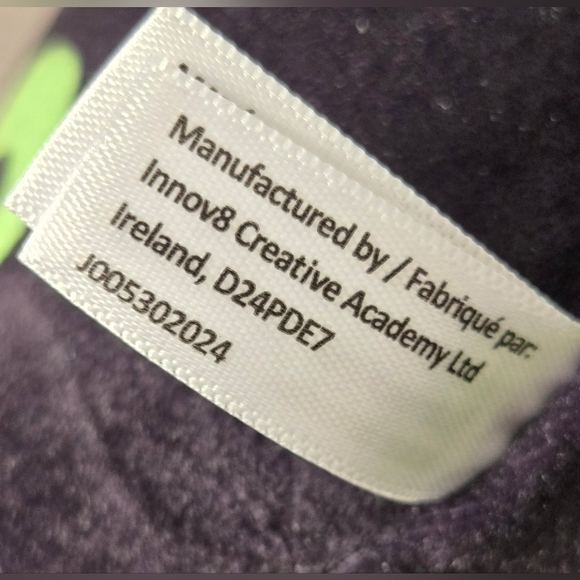 Manufactured by / Fabriqué par:
Innov8 Creative Academy Ltd
Ireland, D24PDE7
J005302024